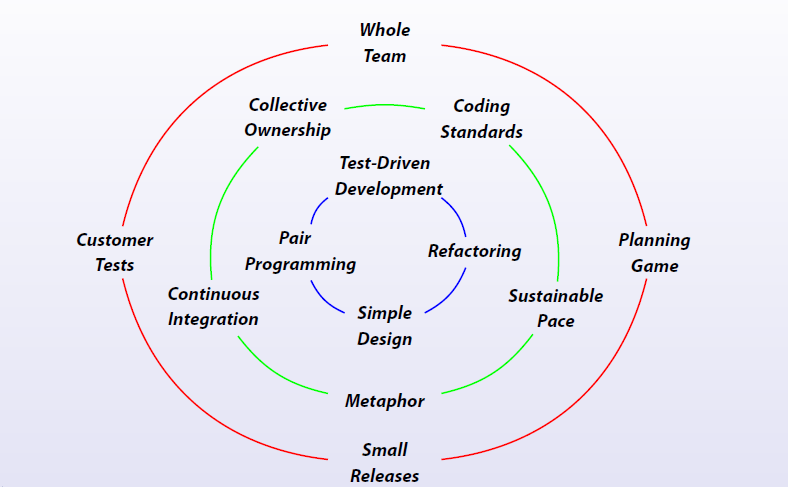 Whole
Team
Collective
Ownership
Coding
Standards
Test-Driven
Development
Customer
Tests
Pair
Programming
Refactoring
Planning
Game
Continuous
Integration
Simple
Design
Sustainable
Pace
Metaphor
Small
Releases